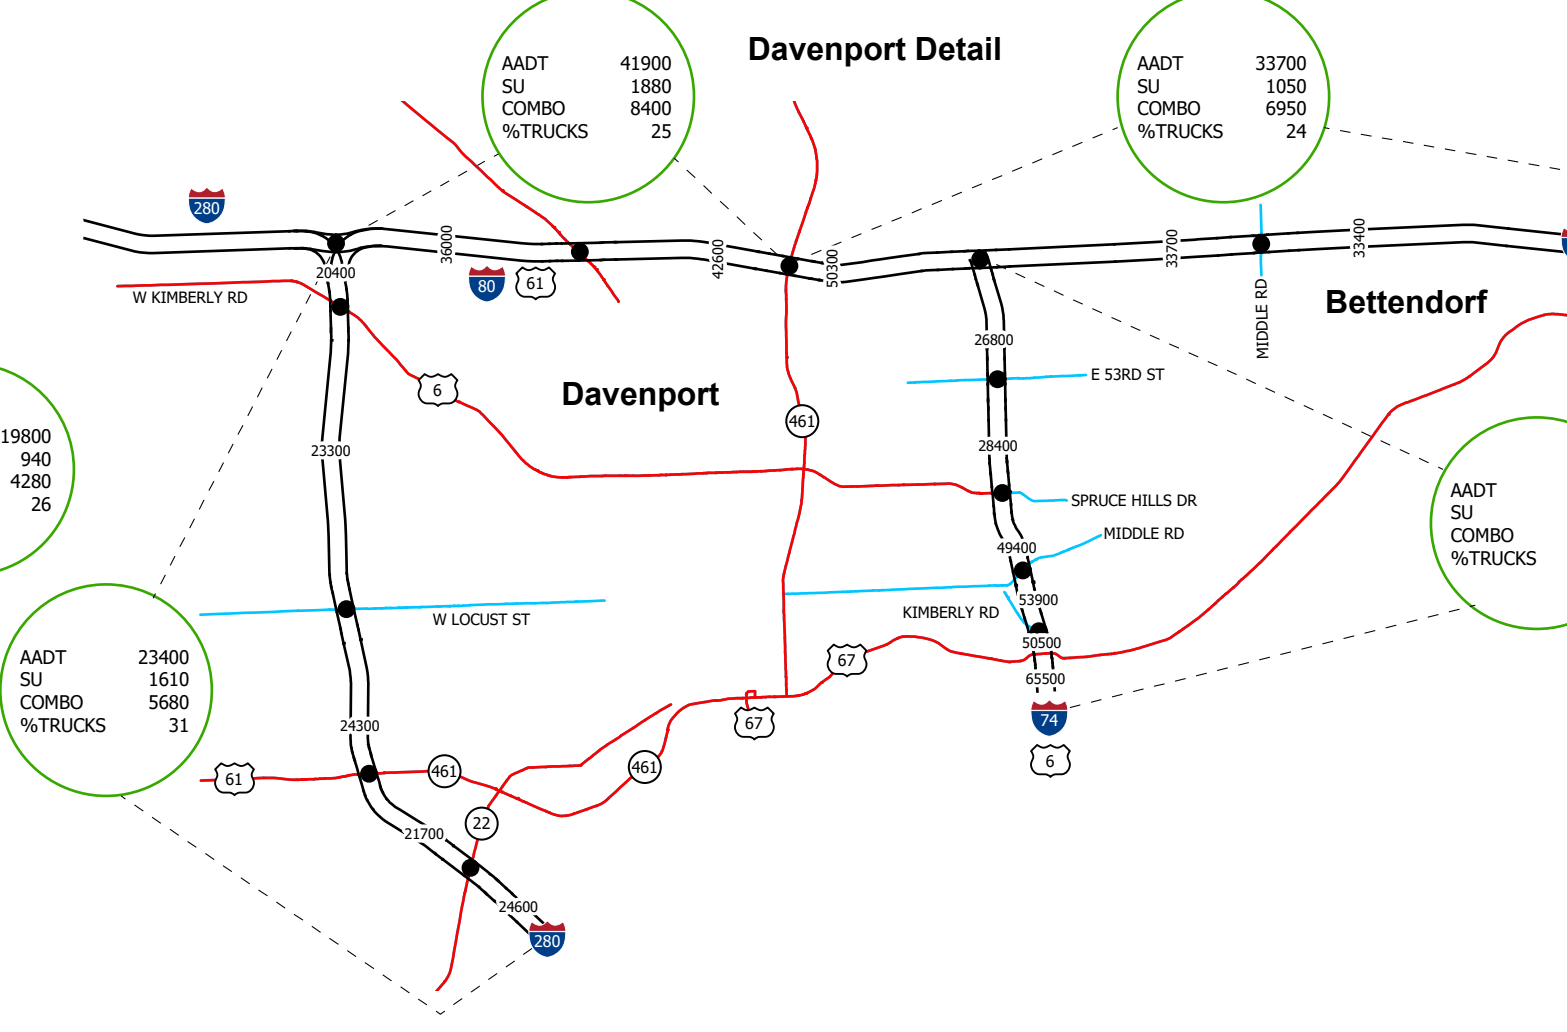 Davenport Detail
AADT 41900
SU 1880
COMBO 8400
%TRUCKS 25
AADT 33700
SU 1050
COMBO 6950
%TRUCKS 24
280
36000
42600
50300
33700
33400
20400
W KIMBERLY RD
80
61
MIDDLE RD
Bettendorf
26800
E 53RD ST
6
Davenport
461
19800
940
4280
26
23300
28400
SPRUCE HILLS DR
AADT
SU
COMBO
%TRUCKS
49400
MIDDLE RD
53900
KIMBERLY RD
W LOCUST ST
50500
67
65500
AADT 23400
SU 1610
COMBO 5680
%TRUCKS 31
24300
67
74
6
61
461
461
22
21700
24600
280